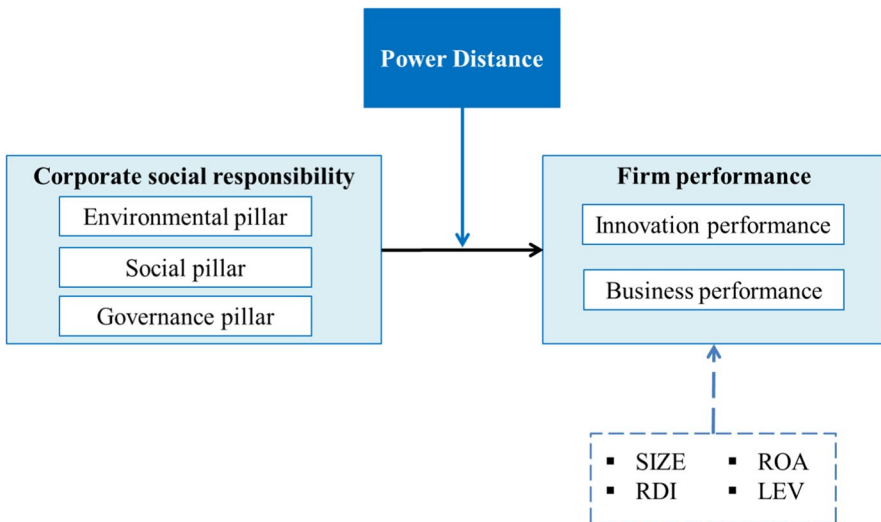 Power Distance
Corporate social responsibility
Environmental pillar
Social pillar
Governance pillar
Firm performance
Innovation performance
Business performance
▪ SIZE ▪ ROA
▪ RDI ▪ LEV